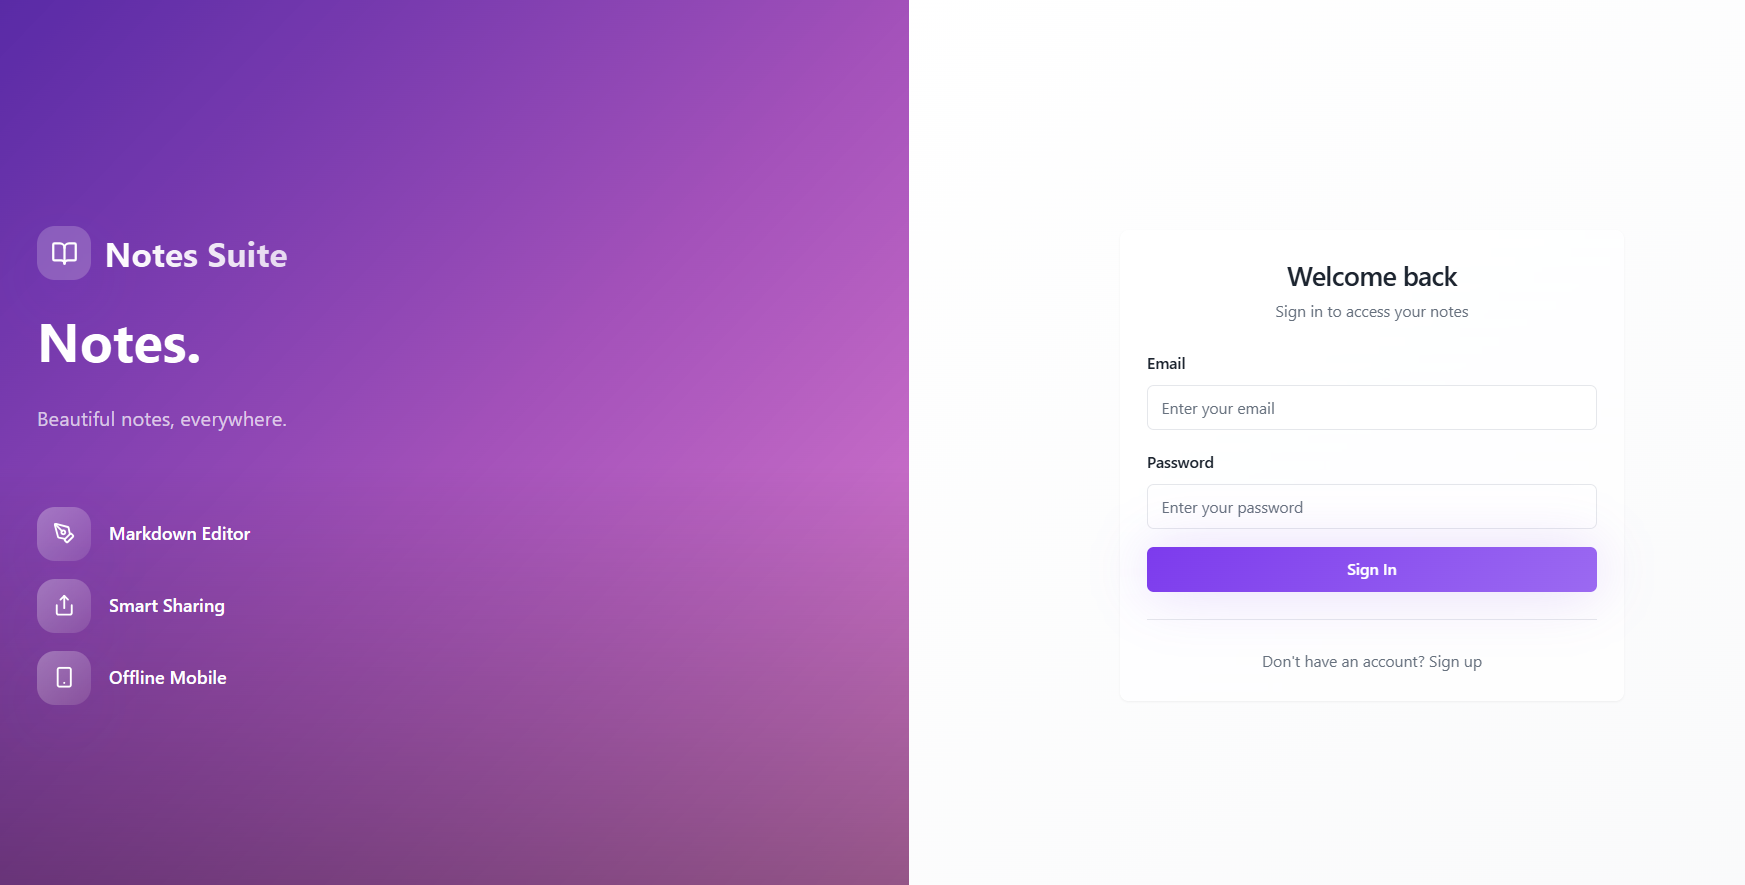 Notes Suite
Notes.
Beautiful notes, everywhere.
Markdown Editor
Smart Sharing
Offline Mobile
Welcome back
Sign in to access your notes
Email
Enter your email
Password
Enter your password
Sign In
Don't have an account? Sign up